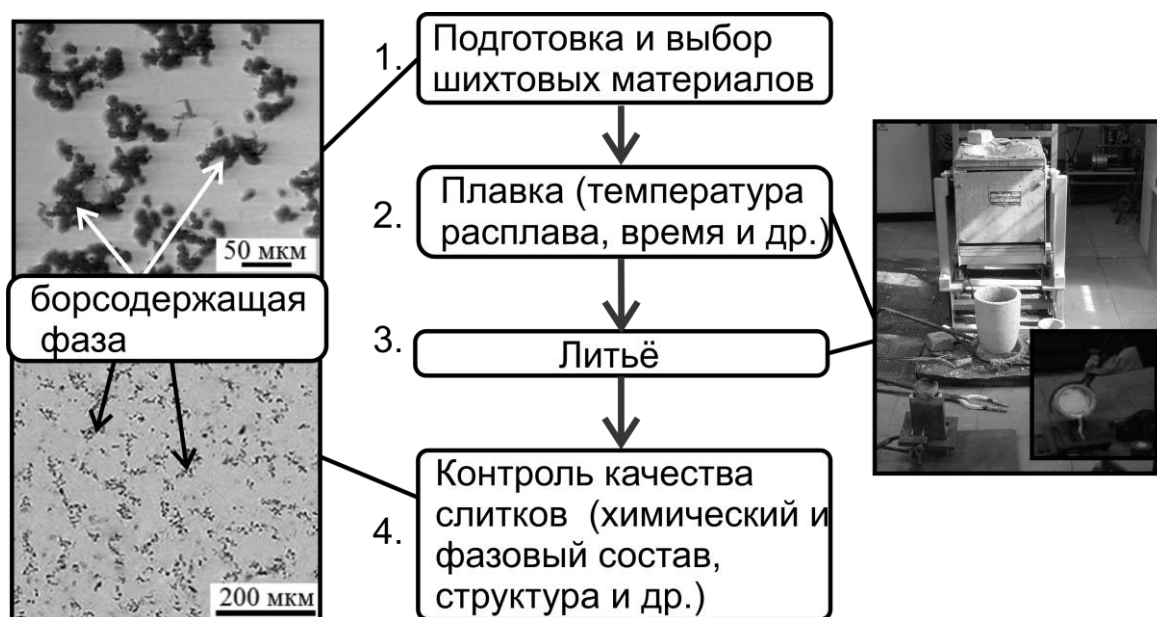 1.
Подготовка и выбор
шихтовых материалов
50 мкм
2.
Плавка (температура
расплава, время и др.)
борсодержащая
фаза
3.
Литьё
4.
Контроль качества
слитков (химический и
фазовый состав,
структура и др.)
200 мкм